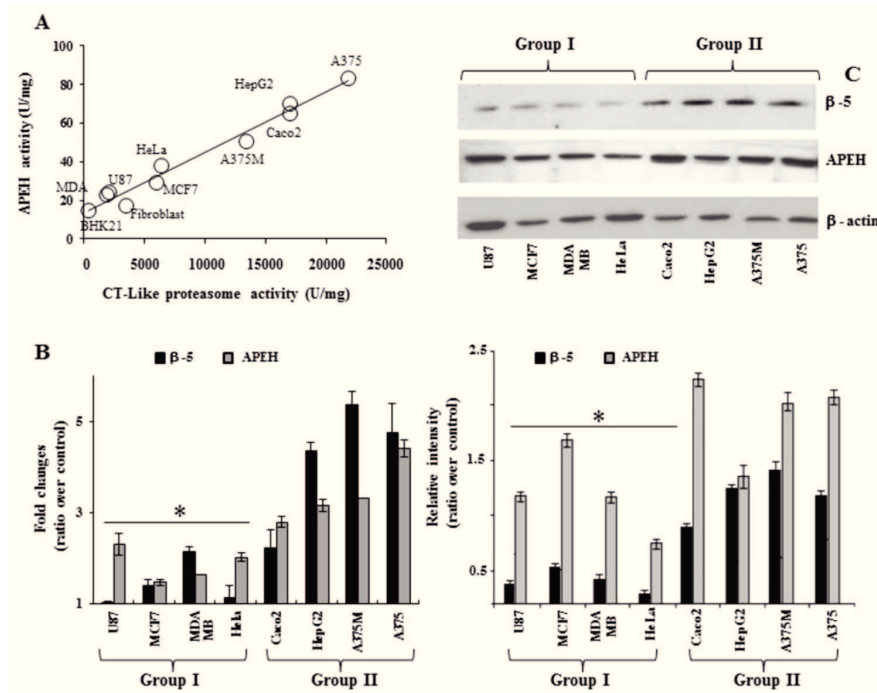 A
APEH activity (U/mg)
100
80
60
40
20
0
A375
HepG2
Caco2
A375M
HeLa
MCF7
U87
MDA
Fibroblast
BHK21
0 5000 10000 15000 20000 25000
CT-Like proteasome activity (U/mg)
Group I Group II
C
β-5
APEH
β-actin
U87
MCF7
MDA
MB
HeLa
Caco2
HepG2
A375M
A375
B
β-5 APEH
Fold changes
(ratio over control)
5
3
1
*
U87
MCF7
MDA
MB
Hela
Caco2
HepG2
A375M
A375
Group I Group II
β-5 APEH
Relative intensity
(ratio over control)
2.5
1.5
0.5
*
U87
MCF7
MDA
MB
HeLa
Caco2
HepG2
A375M
A375
Group I Group II